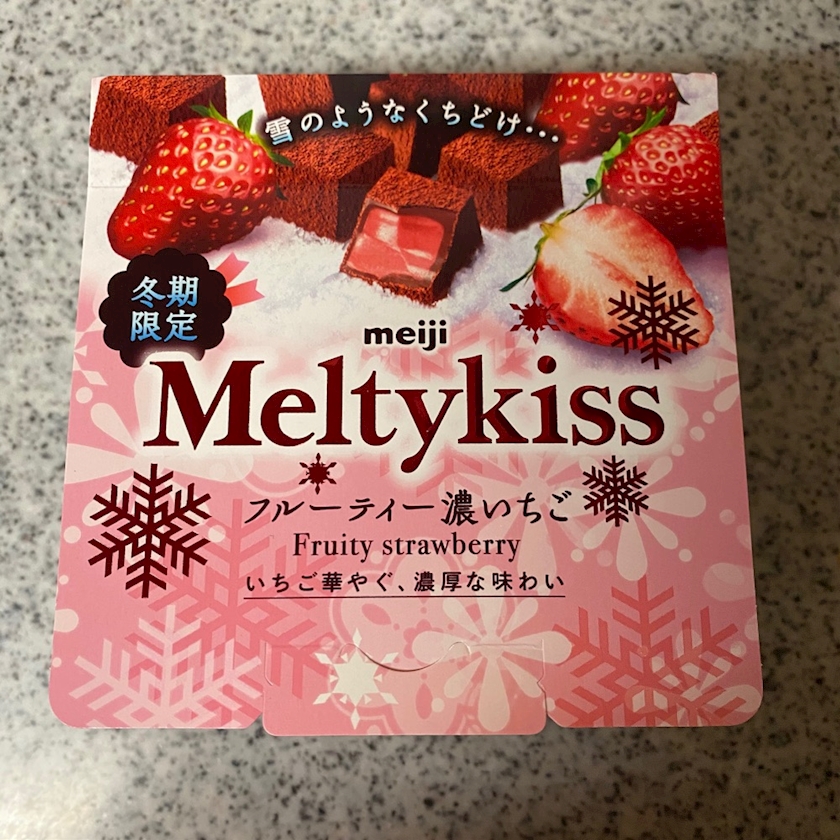 雪のようなくちどけ…
冬期
限定
meiji
Meltykiss
フルーティー濃いちご
Fruity strawberry
いちご華やぐ、濃厚な味わい